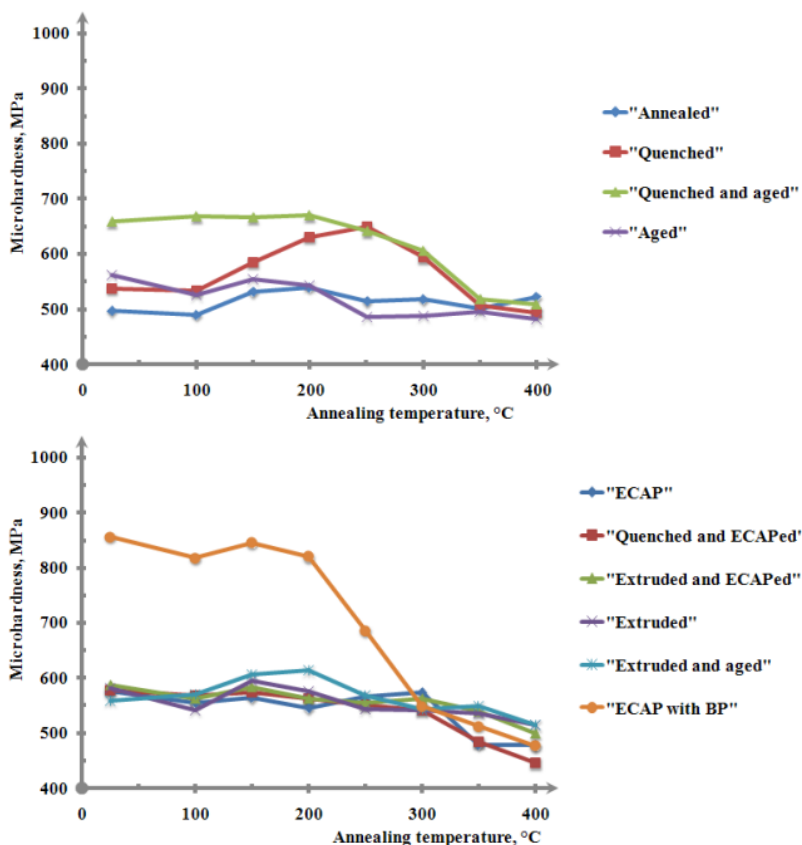 1000
900
800
700
600
500
400
Microhardness, MPa
0
100
200
300
400
Annealing temperature, °C
"Annealed"
"Quenched"
"Quenched and aged"
"Aged"
1000
900
800
700
600
500
400
Microhardness, MPa
0
100
200
300
400
Annealing temperature, °C
"ECAP"
"Quenched and ECAPed"
"Extruded and ECAPed"
"Extruded"
"Extruded and aged"
"ECAP with BP"